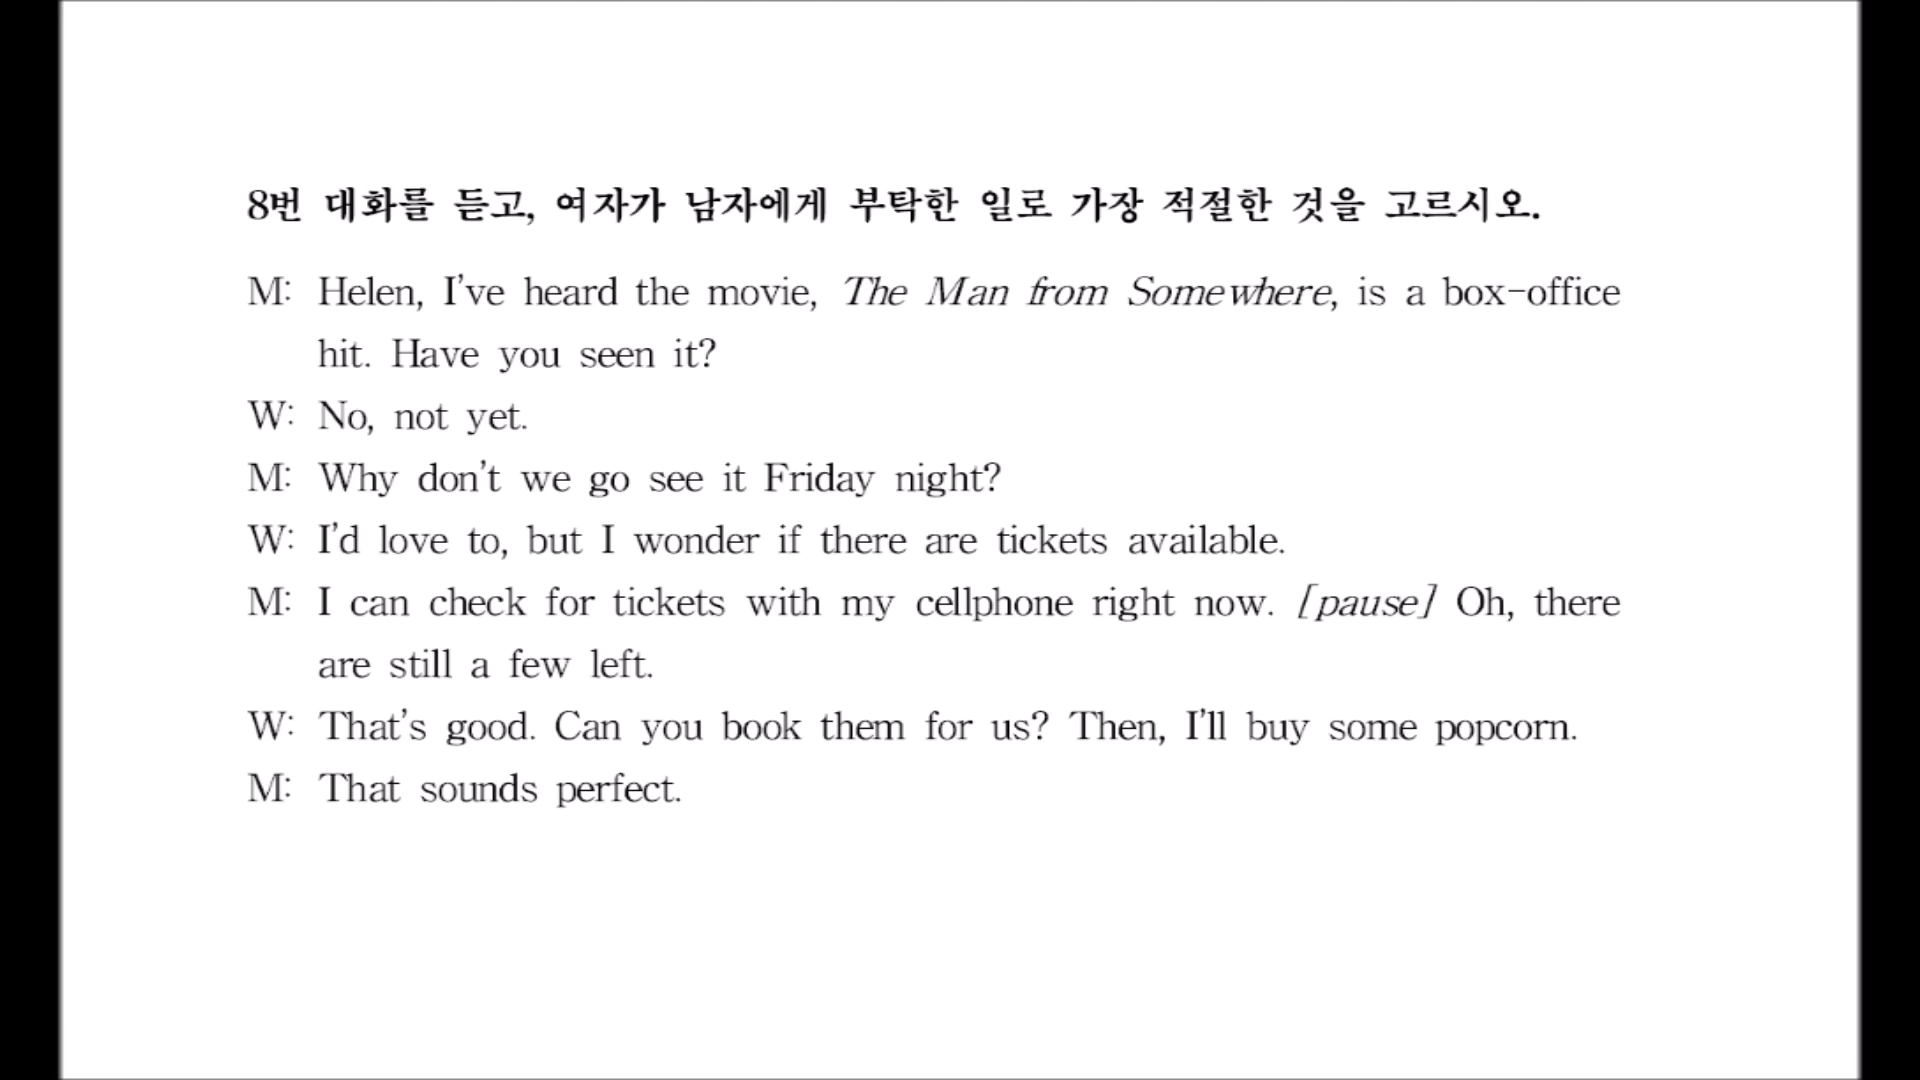 8번 대화를 듣고, 여자가 남자에게 부탁한 일로 가장 적절한 것을 고르시오.
M: Helen, I've heard the movie, The Man from Somewhere, is a box-office
hit. Have you seen it?
W: No, not yet.
M: Why don't we go see it Friday night?
W: I'd love to, but I wonder if there are tickets available.
M: I can check for tickets with my cellphone right now. [pause] Oh, there
are still a few left.
W: That's good. Can you book them for us? Then, I'll buy some popcorn.
M: That sounds perfect.